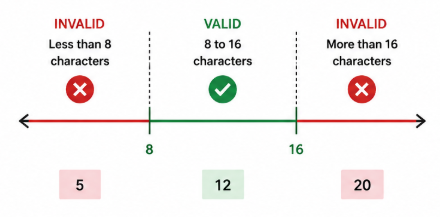 INVALID
Less than 8
characters
VALID
8 to 16
characters
INVALID
More than 16
characters
8
16
5
12
20